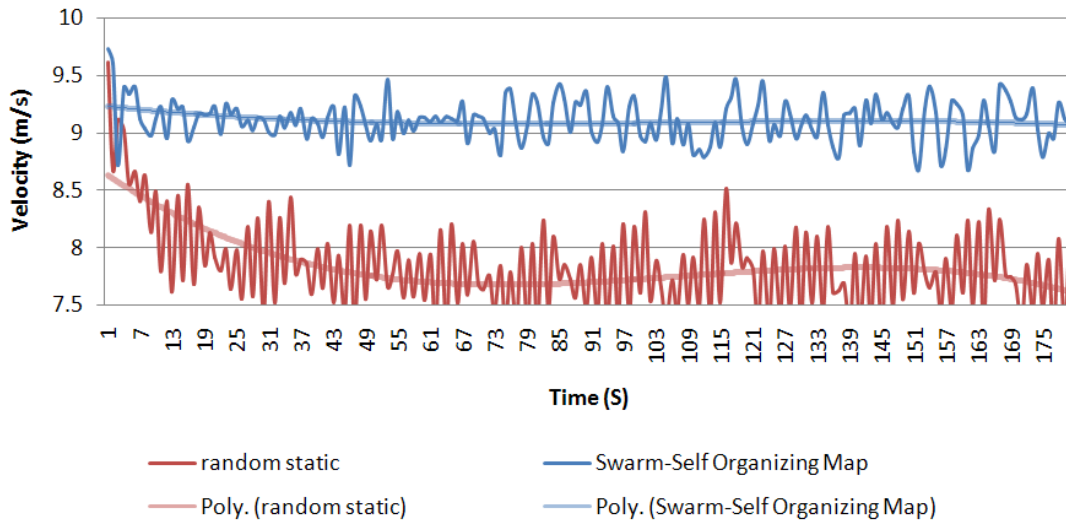 10
9.5
9
8.5
8
7.5
Velocity (m/s)
1 7 13 19 25 31 37 43 49 55 61 67 73 79 85 91 97 103 109 115 121 127 133 139 145 151 157 163 169 175
Time (S)
random static
Swarm-Self Organizing Map
Poly. (random static)
Poly. (Swarm-Self Organizing Map)